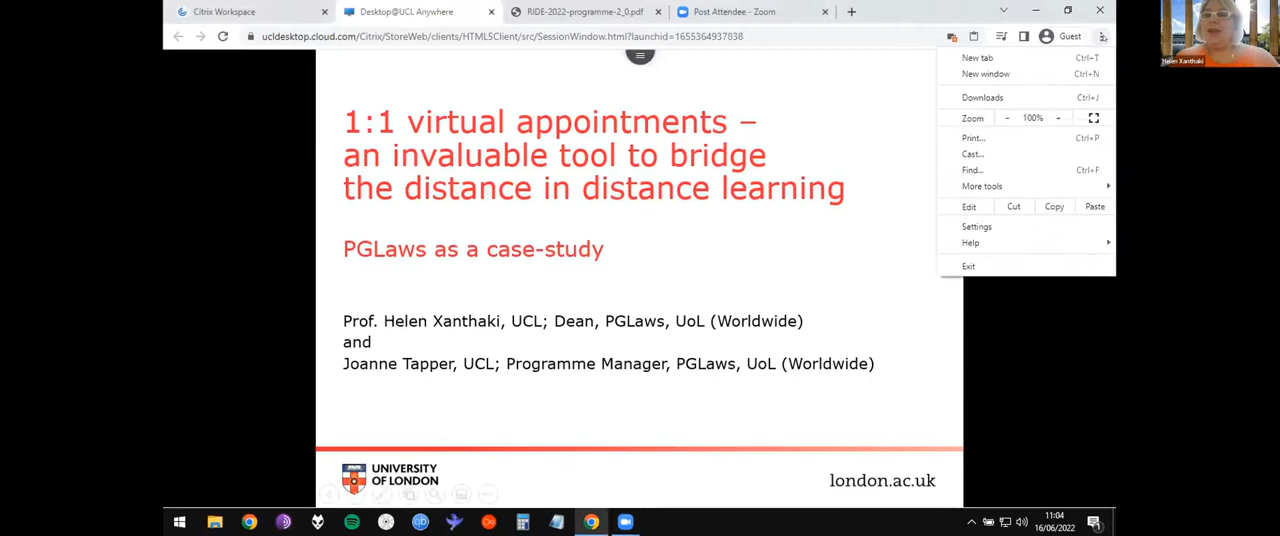 Citrix Workspace
Desktop@UCL Anywhere
RIDE-2022-programme-2_0.pdf
Post Attendee - Zoom
ucldesktop.cloud.com/Citrix/StoreWeb/clients/HTML5Client/src/SessionWindow.html?launchid=1655364937838
Guest
Helen Xanthaki
New tab Ctrl+T
New window Ctrl+N
Downloads Ctrl+J
Zoom − 100% +
Print... Ctrl+P
Cast...
Find... Ctrl+F
More tools
Edit Cut Copy Paste
Settings
Help
Exit
1:1 virtual appointments –
an invaluable tool to bridge
the distance in distance learning
PGLaws as a case-study
Prof. Helen Xanthaki, UCL; Dean, PGLaws, UoL (Worldwide)
and
Joanne Tapper, UCL; Programme Manager, PGLaws, UoL (Worldwide)
UNIVERSITY
OF LONDON
london.ac.uk
11:04
16/06/2022